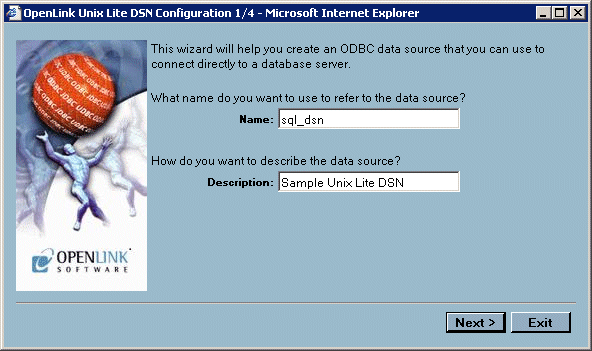 OpenLink Unix Lite DSN Configuration 1/4 - Microsoft Internet Explorer
This wizard will help you create an ODBC data source that you can use to
connect directly to a database server.
What name do you want to use to refer to the data source?
Name: sql_dsn
How do you want to describe the data source?
Description: Sample Unix Lite DSN
OPENLINK
SOFTWARE
Next > Exit